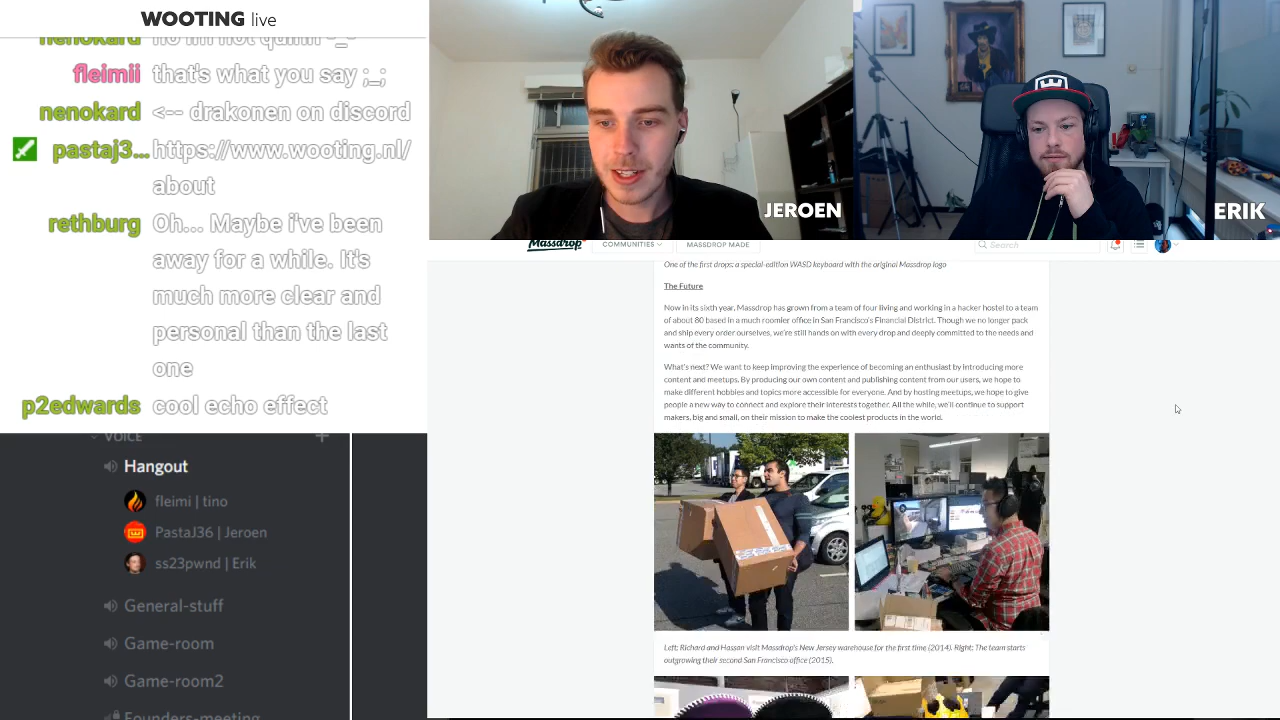 WOOTING live
nenokard no im not quinn -_-
fleimii that's what you say ;_;
nenokard <-- drakonen on discord
pastaj3... https://www.wooting.nl/
about
rethburg Oh... Maybe i've been
away for a while. It's
much more clear and
personal than the last
one
p2edwards cool echo effect
VOICE
Hangout
fleimi | tino
PastaJ36 | Jeroen
ss23pwnd | Erik
General-stuff
Game-room
Game-room2
Founders-meeting
JEROEN
ERIK
Massdrop COMMUNITIES MASSDROP MADE Search
One of the first drops: a special-edition WASD keyboard with the original Massdrop logo
The Future
Now in its sixth year, Massdrop has grown from a team of four living and working in a hacker hostel to a team
of about 80 based in a much roomier office in San Francisco's Financial District. Though we no longer pack
and ship every order ourselves, we're still hands on with every drop and deeply committed to the needs and
wants of the community.
What's next? We want to keep improving the experience of becoming an enthusiast by introducing more
content and meetups. By producing our own content and publishing content from our users, we hope to
make different hobbies and topics more accessible for everyone. And by hosting meetups, we hope to give
people a new way to connect and explore their interests together. All the while, we'll continue to support
makers, big and small, on their mission to make the coolest products in the world.
Left: Richard and Hassan visit Massdrop's New Jersey warehouse for the first time (2014). Right: The team starts
outgrowing their second San Francisco office (2015).